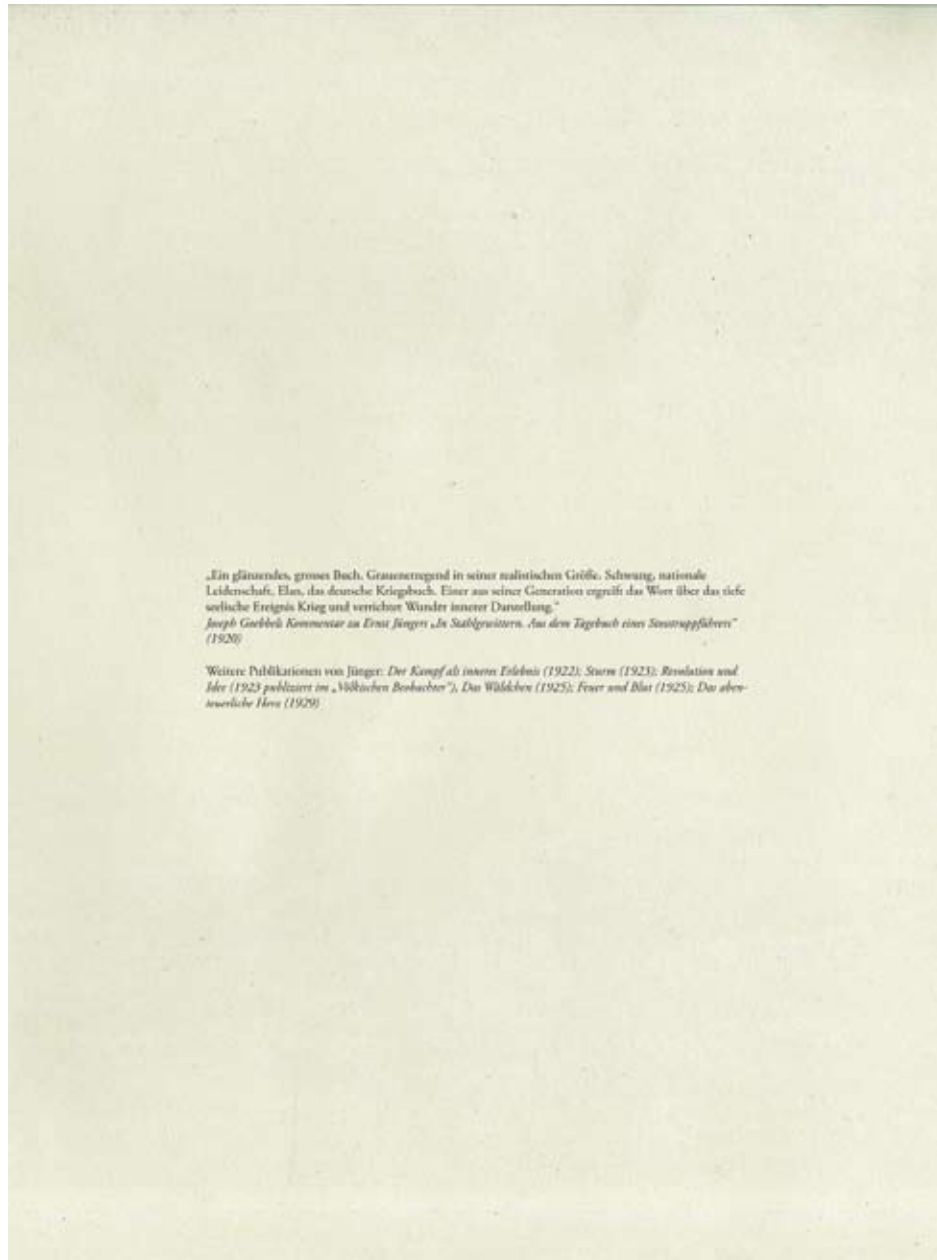 „Ein glänzendes, grosses Buch. Grauenerregend in seiner realistischen Größe. Schwung, nationale
Leidenschaft, Elan, das deutsche Kriegsbuch. Einer aus seiner Generation ergreift das Wort über das tiefe
seelische Ereignis Krieg und verrichtet Wunder innerer Darstellung."
Joseph Goebbels Kommentar zu Ernst Jüngers „In Stahlgewittern. Aus dem Tagebuch eines Stosstruppführers"
(1920)
Weitere Publikationen von Jünger: Der Kampf als inneres Erlebnis (1922); Sturm (1923); Revolution und
Idee (1923 publiziert im „Völkischen Beobachter"), Das Wäldchen (1925); Feuer und Blut (1925); Das aben-
teuerliche Herz (1929)